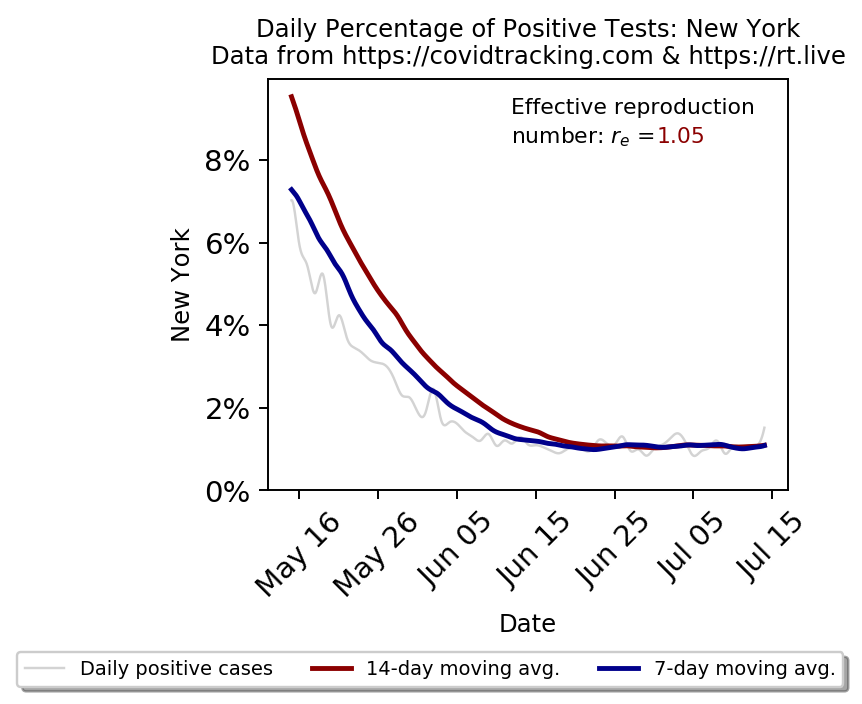 Daily Percentage of Positive Tests: New York
Data from https://covidtracking.com & https://rt.live
Effective reproduction
number: rₑ =1.05
8%
6%
4%
2%
0%
New York
May 16
May 26
Jun 05
Jun 15
Jun 25
Jul 05
Jul 15
Date
Daily positive cases
14-day moving avg.
7-day moving avg.